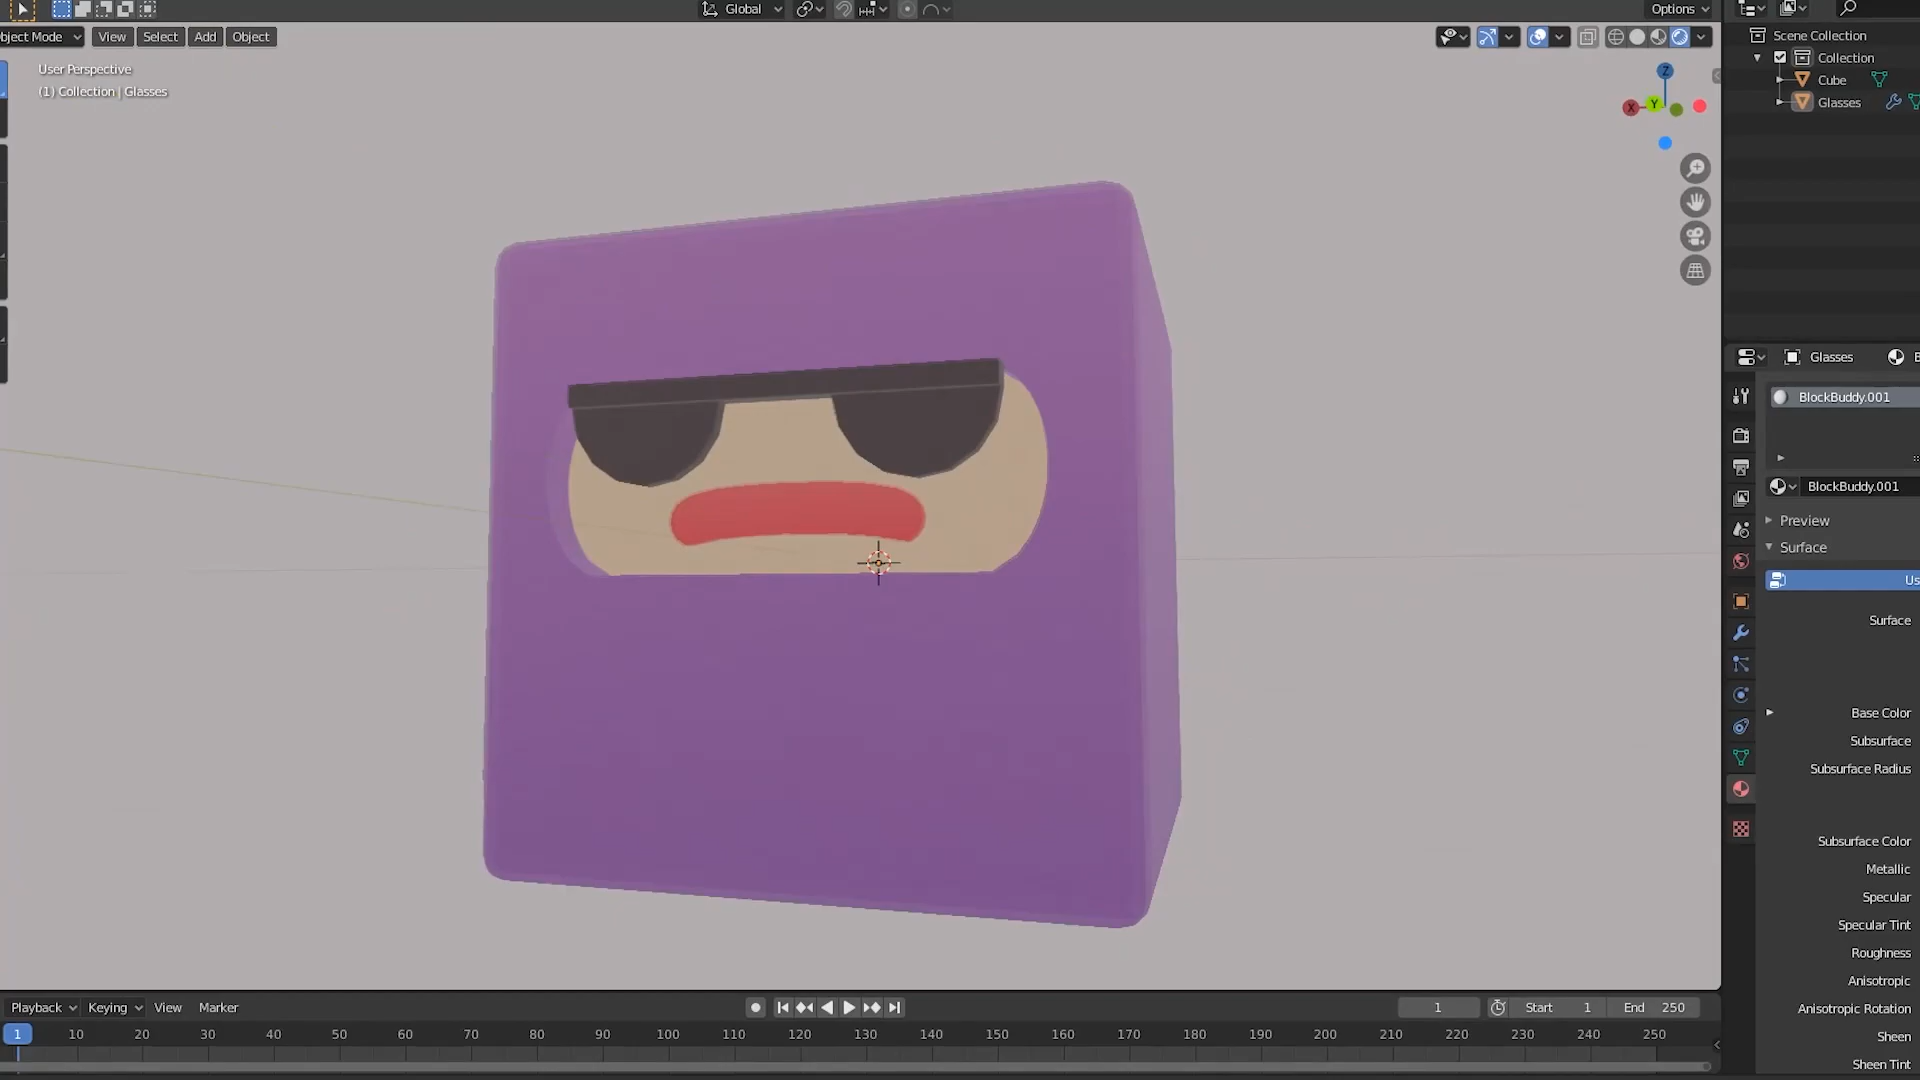 Global
Options
bject Mode
View
Select
Add
Object
User Perspective
(1) Collection | Glasses
Z
X
Y
Scene Collection
Collection
Cube
Glasses
Glasses
B
BlockBuddy.001
BlockBuddy.001
Preview
Surface
Us
Surface
Base Color
Subsurface
Subsurface Radius
Subsurface Color
Metallic
Specular
Specular Tint
Roughness
Anisotropic
Anisotropic Rotation
Sheen
Sheen Tint
Playback
Keying
View
Marker
1
Start
1
End
250
1
10
20
30
40
50
60
70
80
90
100
110
120
130
140
150
160
170
180
190
200
210
220
230
240
250